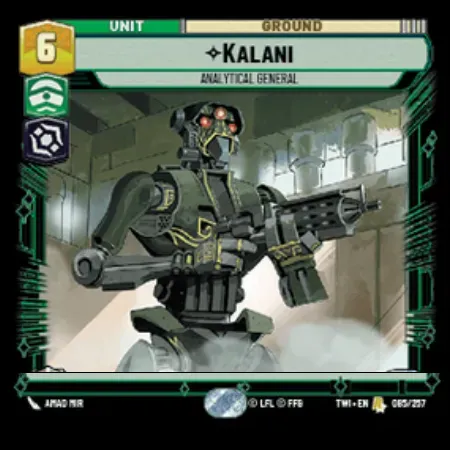 UNIT GROUND
6
KALANI
ANALYTICAL GENERAL
AMAD MIR © LFL © FFG TWI • EN 085/257